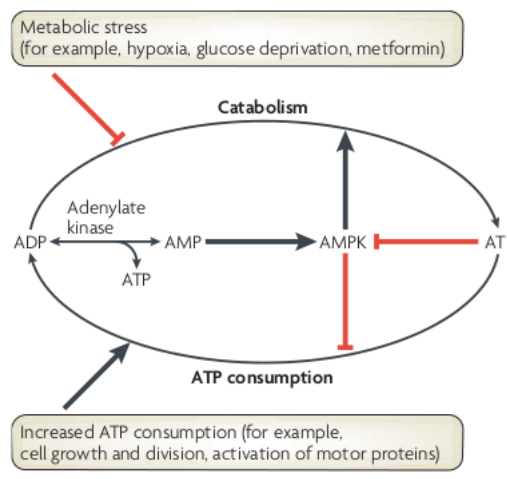 Metabolic stress
(for example, hypoxia, glucose deprivation, metformin)
Catabolism
Adenylate
kinase
ADP
AMP
AMPK
AT
ATP
ATP consumption
Increased ATP consumption (for example,
cell growth and division, activation of motor proteins)